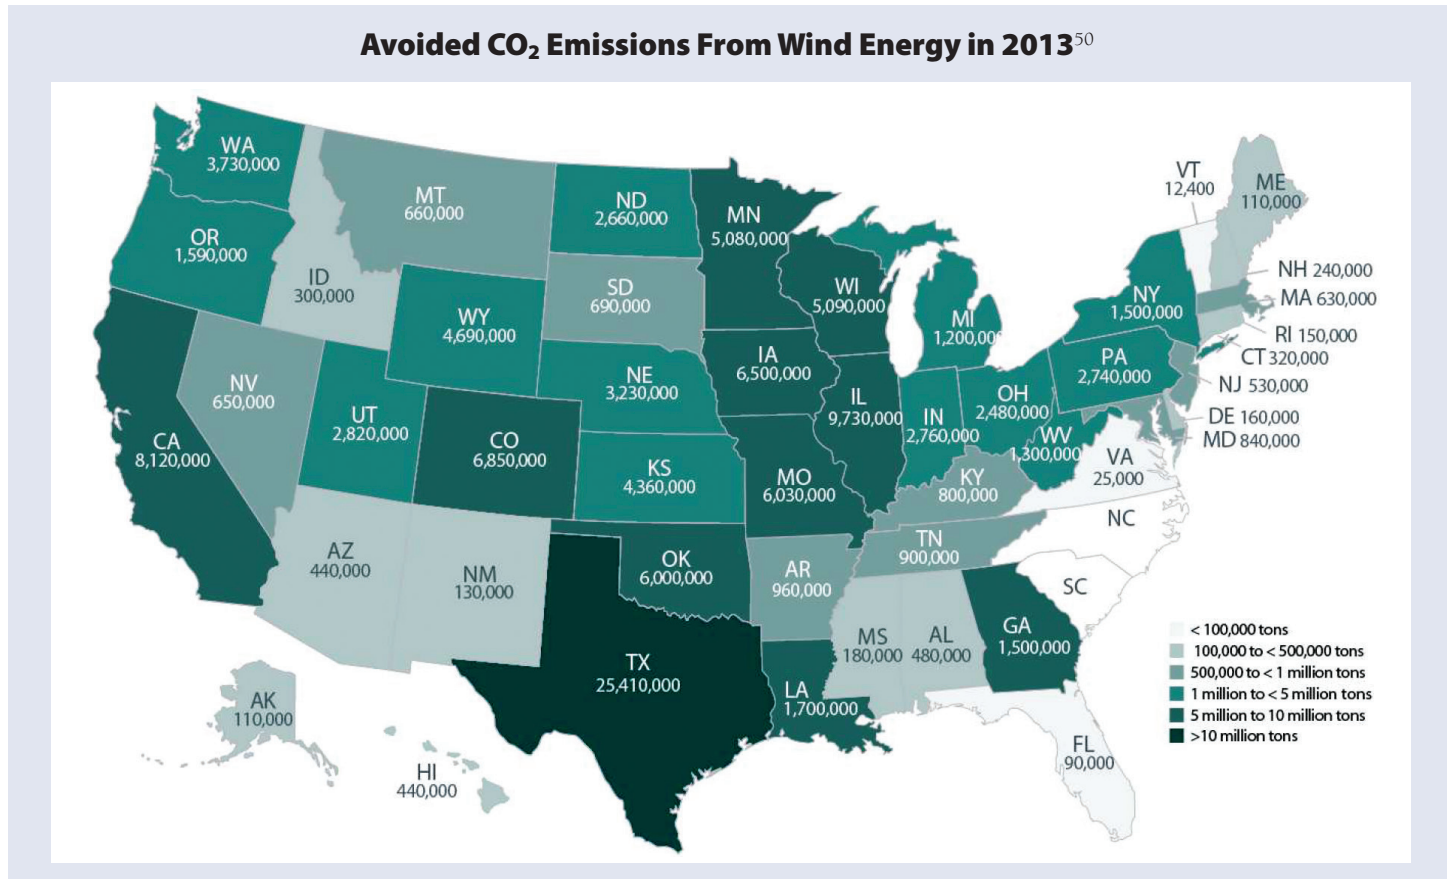 Avoided CO₂ Emissions From Wind Energy in 2013⁵⁰
WA
3,730,000
OR
1,590,000
ID
300,000
MT
660,000
ND
2,660,000
MN
5,080,000
SD
690,000
WY
4,690,000
WI
5,090,000
MI
1,200,000
VT
12,400
ME
110,000
NH 240,000
MA 630,000
NY
1,500,000
RI 150,000
CT 320,000
PA
2,740,000
NJ 530,000
DE 160,000
MD 840,000
CA
8,120,000
NV
650,000
UT
2,820,000
CO
6,850,000
NE
3,230,000
IA
6,500,000
KS
4,360,000
MO
6,030,000
IL
9,730,000
IN
2,760,000
OH
2,480,000
WV
1,300,000
VA
25,000
KY
800,000
NC
TN
900,000
SC
AZ
440,000
NM
130,000
OK
6,000,000
AR
960,000
MS
180,000
AL
480,000
GA
1,500,000
TX
25,410,000
LA
1,700,000
FL
90,000
AK
110,000
HI
440,000
< 100,000 tons
100,000 to < 500,000 tons
500,000 to < 1 million tons
1 million to < 5 million tons
5 million to 10 million tons
>10 million tons